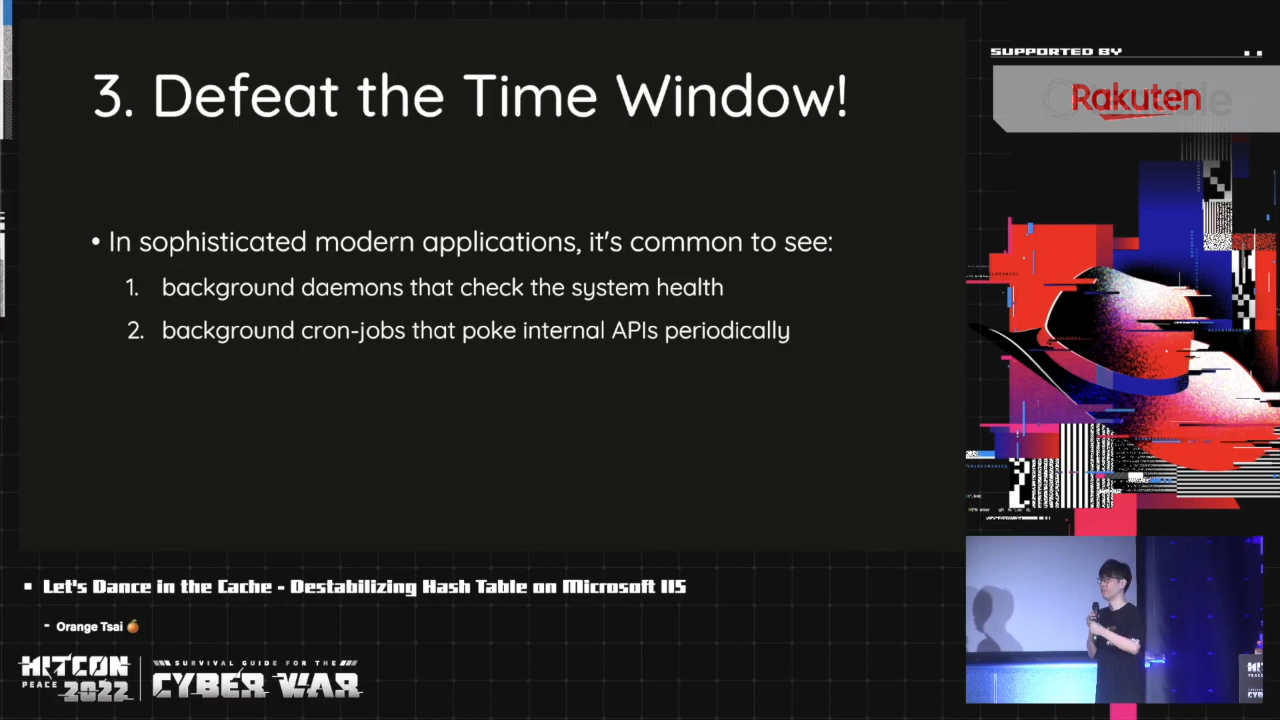 3. Defeat the Time Window!
• In sophisticated modern applications, it's common to see:
1. background daemons that check the system health
2. background cron-jobs that poke internal APIs periodically
SUPPORTED BY
Rakuten
Let's Dance in the Cache - Destabilizing Hash Table on Microsoft IIS
- Orange Tsai 🍊
HITCON
PEACE 2022
SURVIVAL GUIDE FOR THE
CYBER WAR